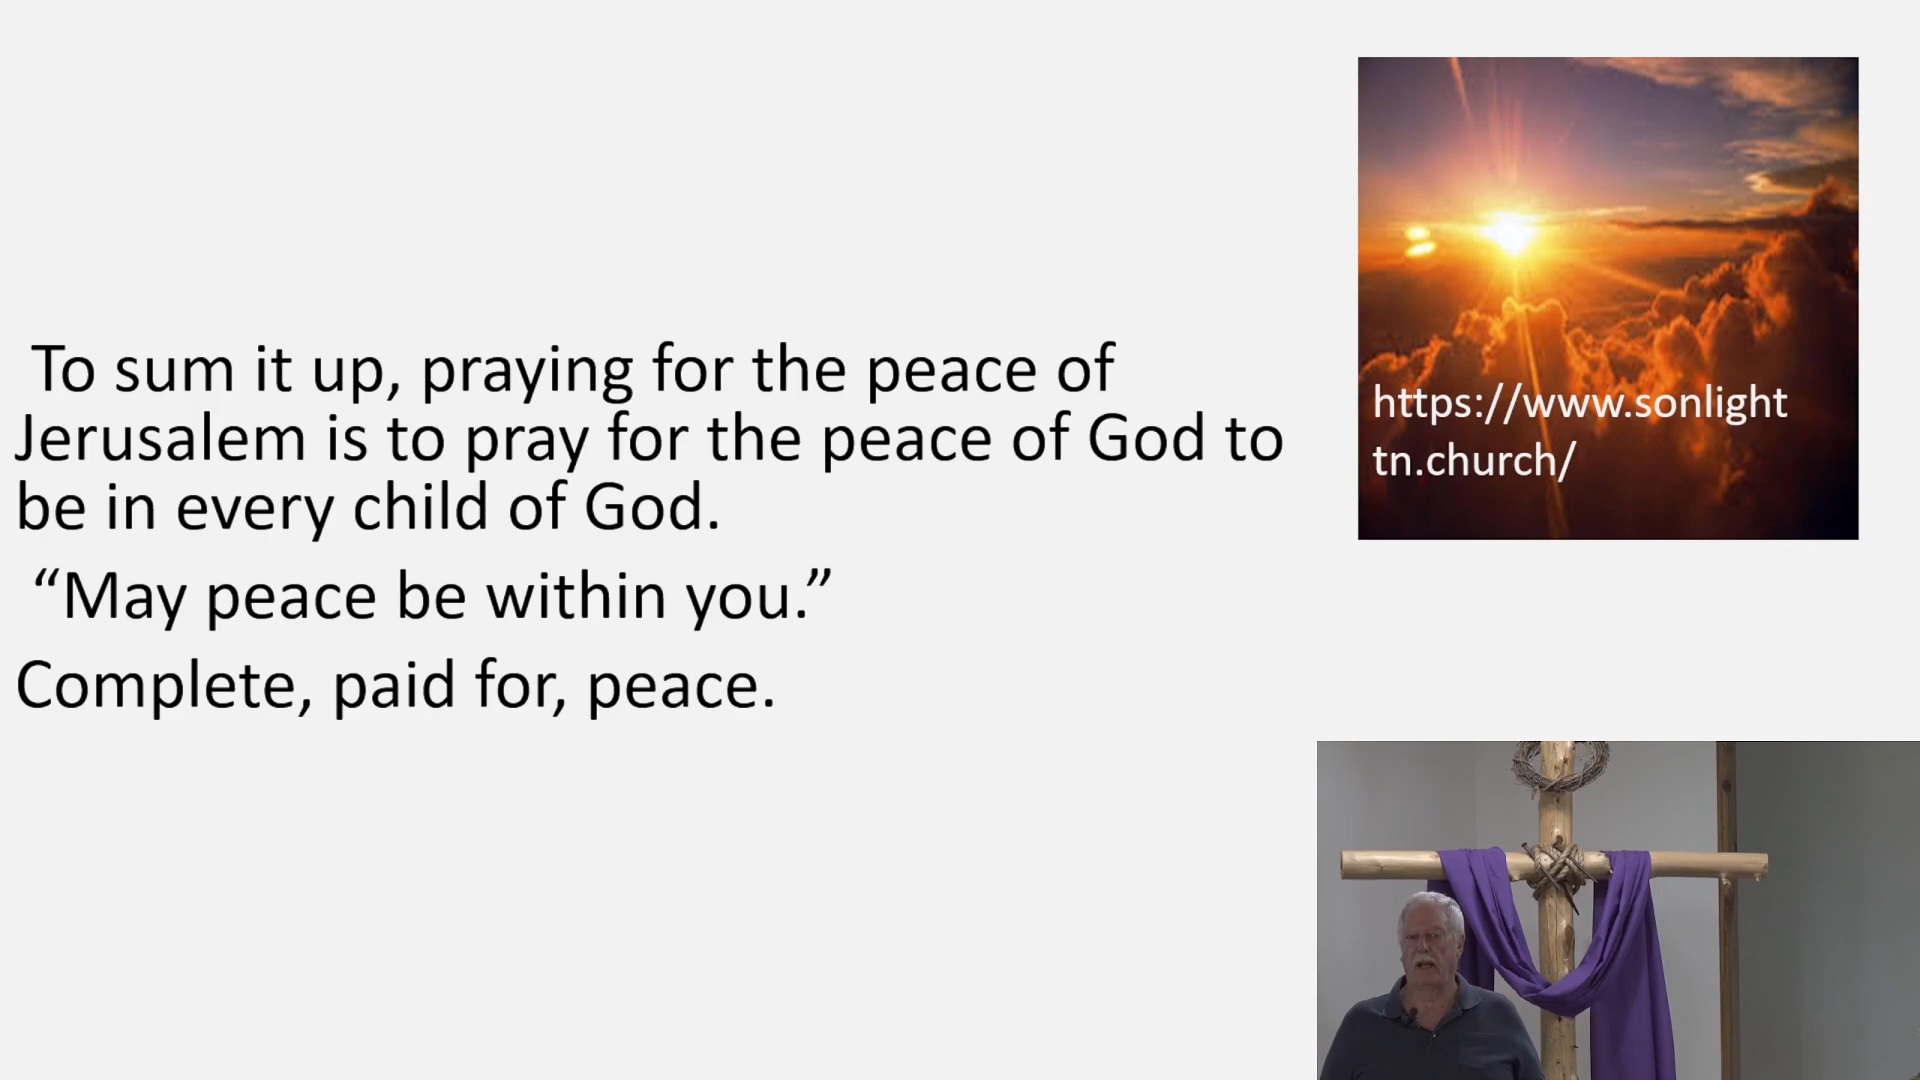 To sum it up, praying for the peace of
Jerusalem is to pray for the peace of God to
be in every child of God.
“May peace be within you.”
Complete, paid for, peace.
https://www.sonlight
tn.church/